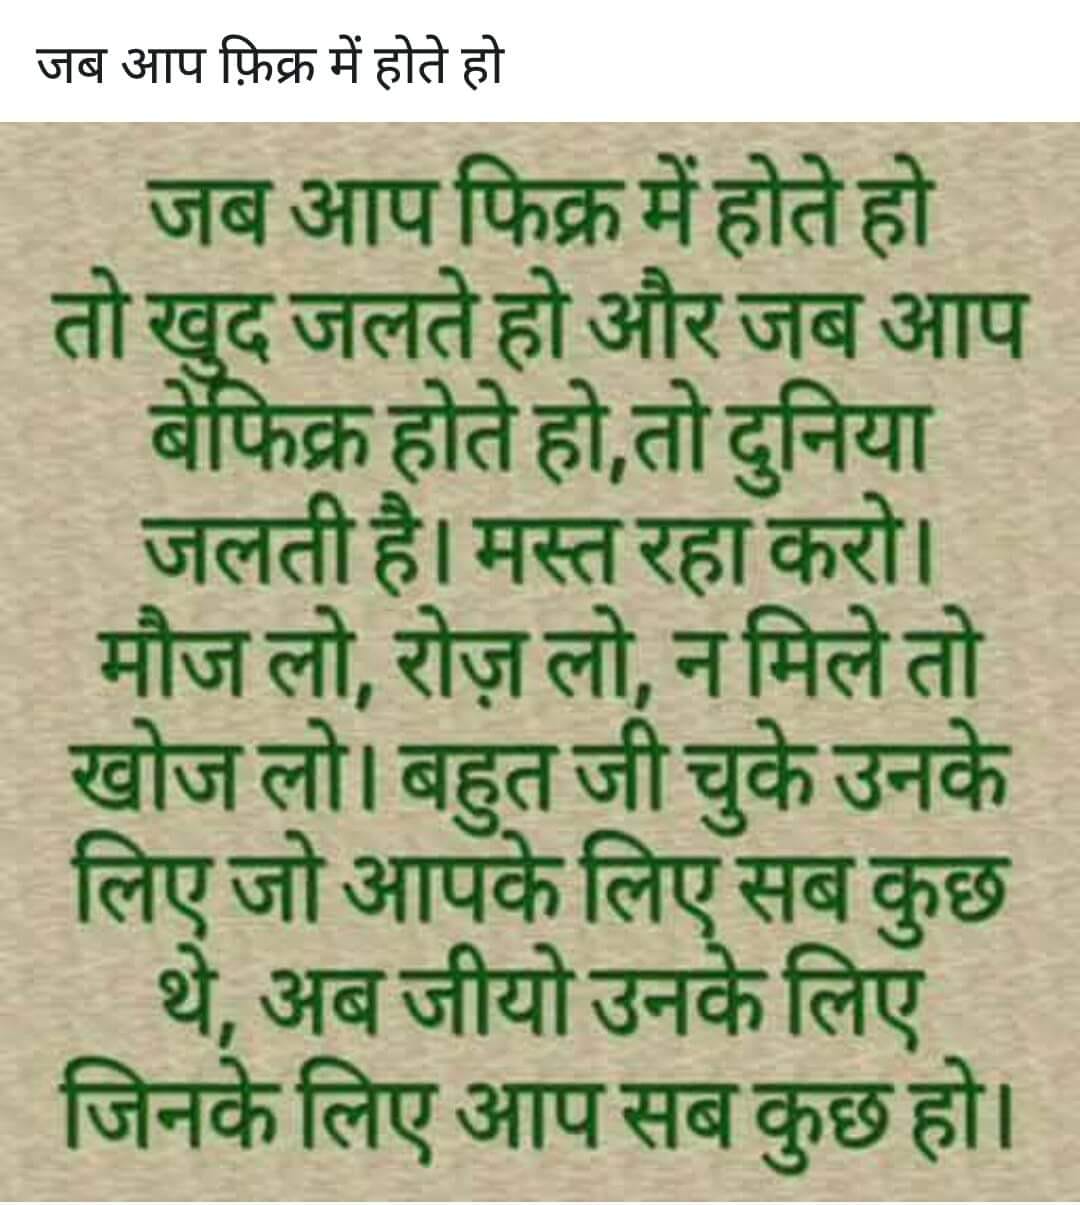 जब आप फ़िक्र में होते हो
जब आप फिक्र में होते हो
तो खुद जलते हो और जब आप
बेफिक्र होते हो,तो दुनिया
जलती है। मस्त रहा करो।
मौज लो, रोज़ लो, न मिले तो
खोज लो। बहुत जी चुके उनके
लिए जो आपके लिए सब कुछ
थे, अब जीयो उनके लिए
जिनके लिए आप सब कुछ हो।